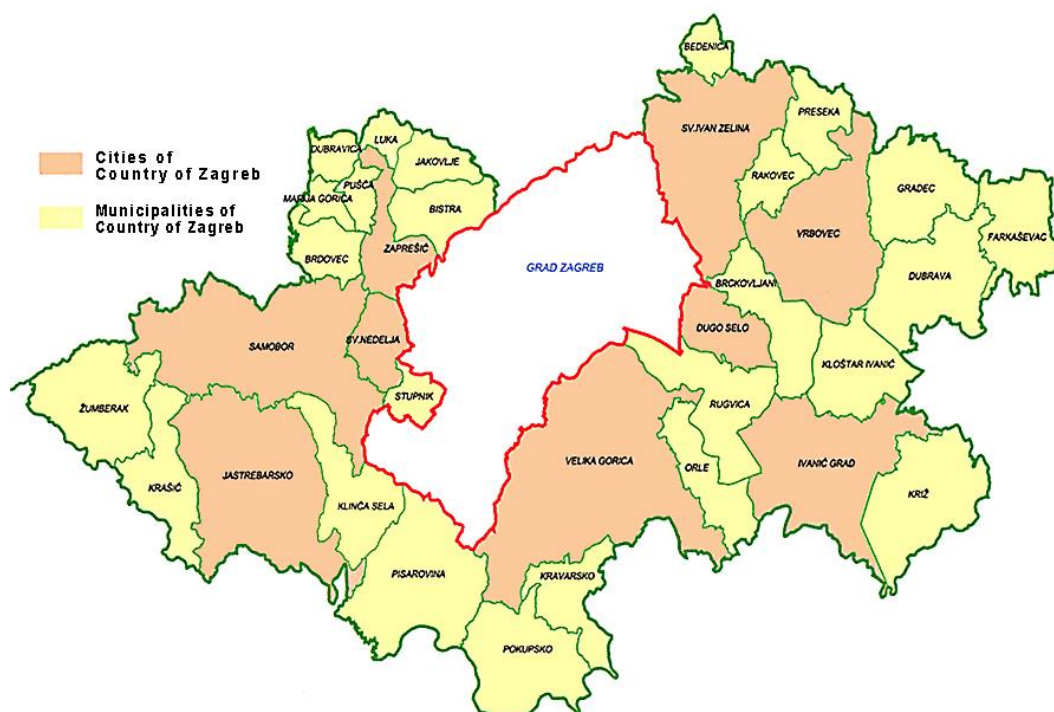 BEDENICA
SV.IVAN ZELINA
PRESEKA
LUKA
DUBRAVICA
JAKOVLJE
Cities of
Country of Zagreb
PUŠĆA
MARIJA GORICA
RAKOVEC
GRADEC
BISTRA
Municipalities of
Country of Zagreb
VRBOVEC
FARKAŠEVAC
ZAPREŠIĆ
BRDOVEC
GRAD ZAGREB
DUBRAVA
BRCKOVLJANI
DUGO SELO
SV.NEDELJA
SAMOBOR
KLOŠTAR IVANIĆ
STUPNIK
ŽUMBERAK
RUGVICA
VELIKA GORICA
ORLE
IVANIĆ GRAD
JASTREBARSKO
KRAŠIĆ
KRIŽ
KLINČA SELA
PISAROVINA
KRAVARSKO
POKUPSKO